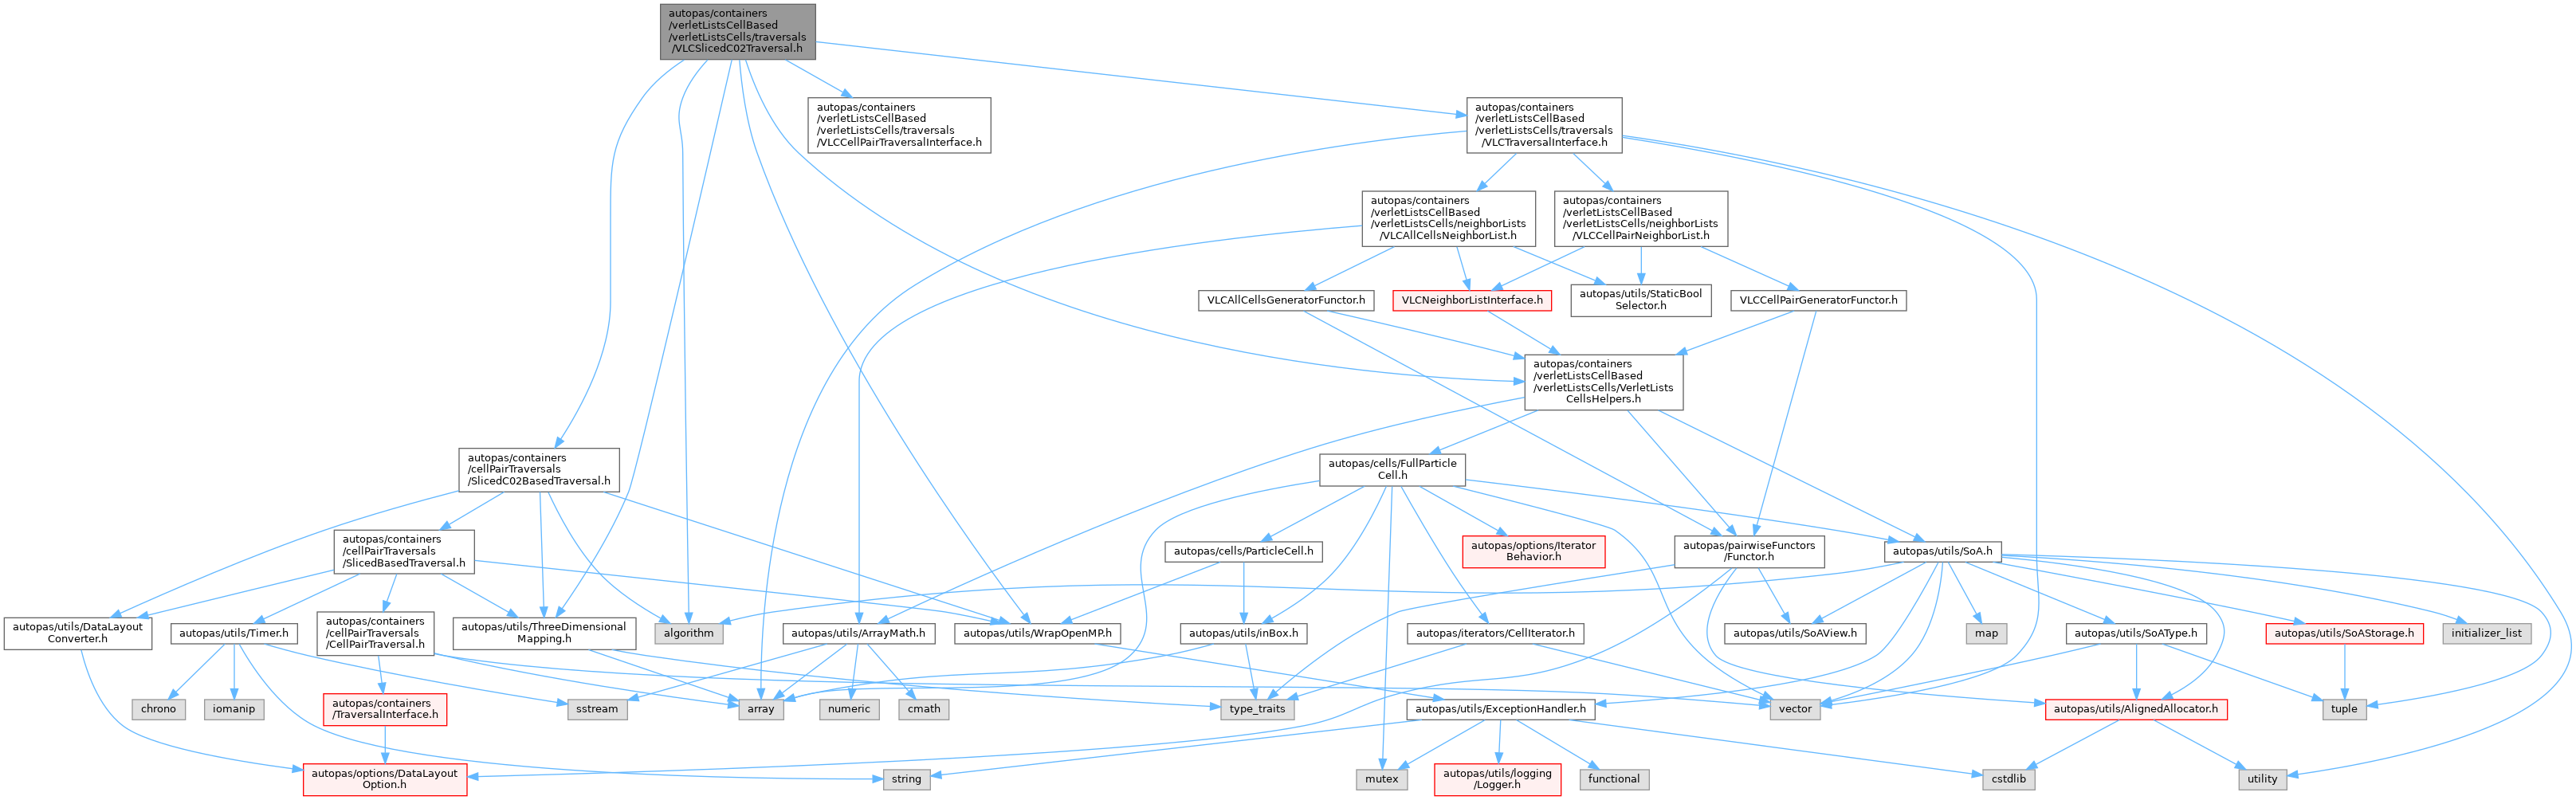 autopas/containers
/verletListsCellBased
/verletListsCells/traversals
/VLCSlicedC02Traversal.h
autopas/containers
/verletListsCellBased
/verletListsCells/traversals
/VLCCellPairTraversalInterface.h
autopas/containers
/verletListsCellBased
/verletListsCells/traversals
/VLCTraversalInterface.h
autopas/containers
/verletListsCellBased
/verletListsCells/neighborLists
/VLCAllCellsNeighborList.h
autopas/containers
/verletListsCellBased
/verletListsCells/neighborLists
/VLCCellPairNeighborList.h
VLCAllCellsGeneratorFunctor.h
VLCNeighborListInterface.h
autopas/utils/StaticBool
Selector.h
VLCCellPairGeneratorFunctor.h
autopas/containers
/verletListsCellBased
/verletListsCells/VerletLists
CellsHelpers.h
autopas/containers
/cellPairTraversals
/SlicedC02BasedTraversal.h
autopas/cells/FullParticle
Cell.h
autopas/containers
/cellPairTraversals
/SlicedBasedTraversal.h
autopas/cells/ParticleCell.h
autopas/options/Iterator
Behavior.h
autopas/pairwiseFunctors
/Functor.h
autopas/utils/SoA.h
autopas/utils/DataLayout
Converter.h
autopas/utils/Timer.h
autopas/containers
/cellPairTraversals
/CellPairTraversal.h
autopas/utils/ThreeDimensional
Mapping.h
algorithm
autopas/utils/ArrayMath.h
autopas/utils/WrapOpenMP.h
autopas/utils/inBox.h
autopas/iterators/CellIterator.h
autopas/utils/SoAView.h
map
autopas/utils/SoAType.h
autopas/utils/SoAStorage.h
initializer_list
chrono
iomanip
autopas/containers
/TraversalInterface.h
sstream
array
numeric
cmath
type_traits
autopas/utils/ExceptionHandler.h
vector
autopas/utils/AlignedAllocator.h
tuple
autopas/options/DataLayout
Option.h
string
mutex
autopas/utils/logging
/Logger.h
functional
cstdlib
utility